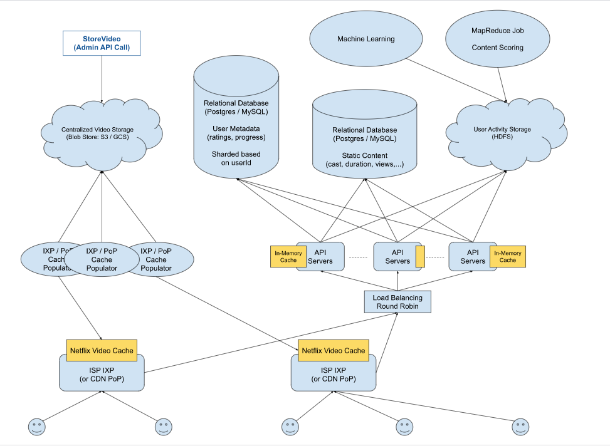 StoreVideo
(Admin API Call)
Machine Learning
MapReduce Job
Content Scoring
Centralized Video Storage
(Blob Store: S3 / GCS)
Relational Database
(Postgres / MySQL)
User Metadata
(ratings, progress)
Sharded based
on userId
Relational Database
(Postgres / MySQL)
Static Content
(cast, duration, views,...)
User Activity Storage
(HDFS)
IXP / PoP
Cach
Populat
IXP / PoP
Cache
Populator
IXP / PoP
Cache
Populator
In-Memory
Cache
API
Servers
API
Servers
API
Servers
In-Memory
Cache
Load Balancing
Round Robin
Netflix Video Cache
ISP IXP
(or CDN PoP)
Netflix Video Cache
ISP IXP
(or CDN PoP)